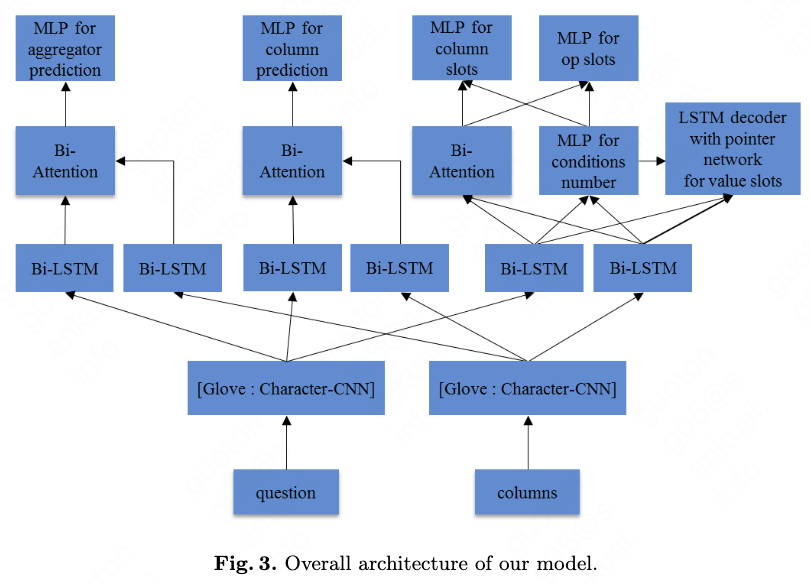 MLP for
aggregator
prediction
MLP for
column
prediction
MLP for
column
slots
MLP for
op slots
Bi-
Attention
Bi-
Attention
Bi-
Attention
MLP for
conditions
number
LSTM decoder
with pointer
network
for value slots
Bi-LSTM
Bi-LSTM
Bi-LSTM
Bi-LSTM
Bi-LSTM
Bi-LSTM
[Glove : Character-CNN]
[Glove : Character-CNN]
question
columns
Fig. 3. Overall architecture of our model.